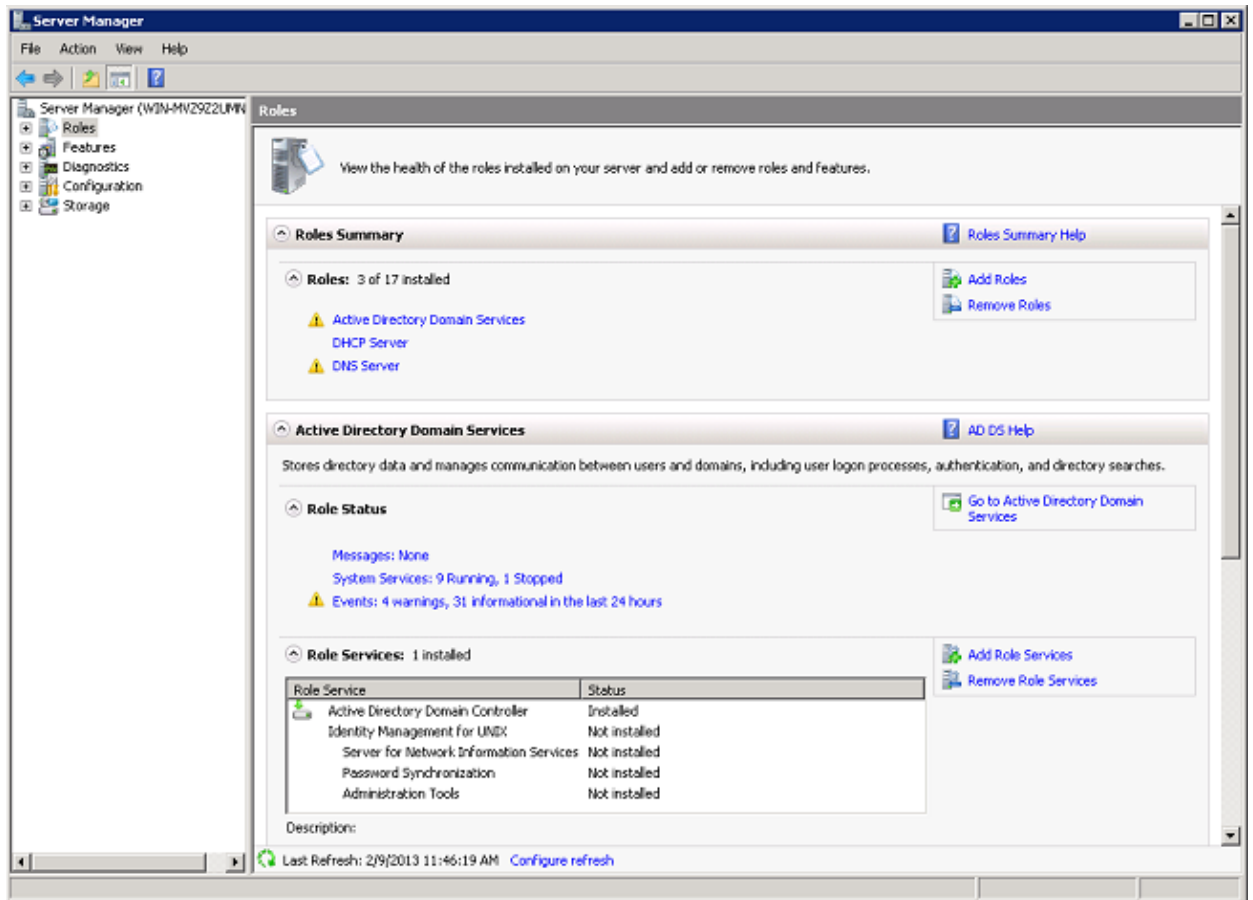 Server Manager
File Action View Help
Server Manager (WIN-MVZ9Z2UMN
Roles
Features
Diagnostics
Configuration
Storage
Roles
View the health of the roles installed on your server and add or remove roles and features.
Roles Summary
Roles Summary Help
Roles: 3 of 17 installed
Add Roles
Remove Roles
Active Directory Domain Services
DHCP Server
DNS Server
Active Directory Domain Services
AD DS Help
Stores directory data and manages communication between users and domains, including user logon processes, authentication, and directory searches.
Role Status
Go to Active Directory Domain
Services
Messages: None
System Services: 9 Running, 1 Stopped
Events: 4 warnings, 31 informational in the last 24 hours
Role Services: 1 installed
Add Role Services
Remove Role Services
Role Service Status
Active Directory Domain Controller Installed
Identity Management for UNIX Not installed
Server for Network Information Services Not installed
Password Synchronization Not installed
Administration Tools Not installed
Description:
Last Refresh: 2/9/2013 11:46:19 AM Configure refresh